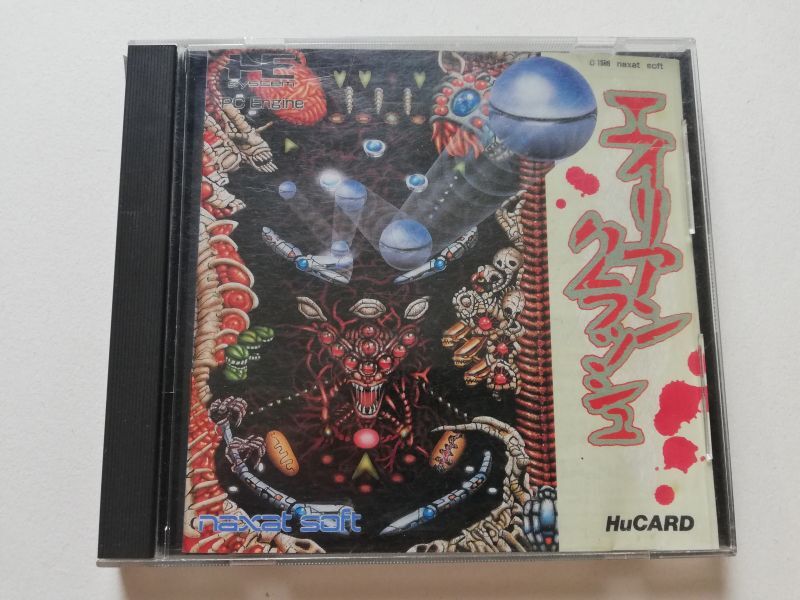 PE
system
PC Engine
© 1988 naxat soft
エイリアン
クラッシュ
naxat soft
HuCARD